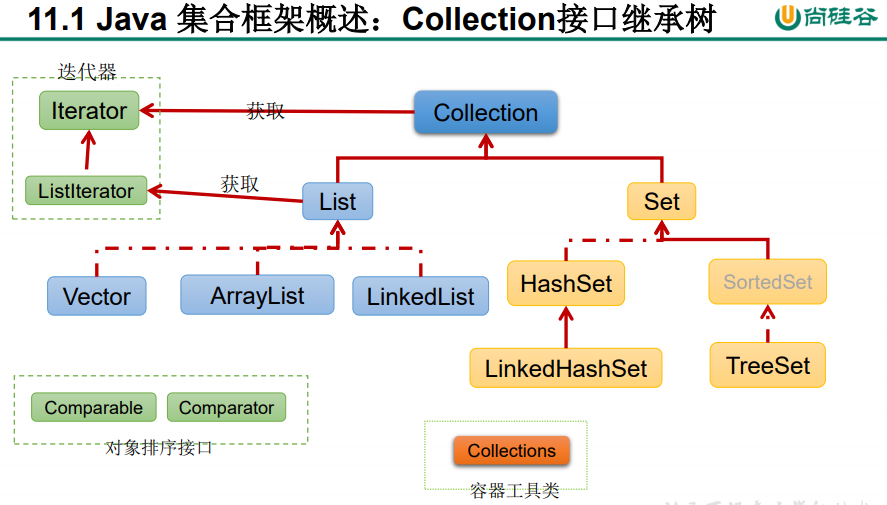 11.1 Java 集合框架概述：Collection接口继承树
尚硅谷
迭代器
Iterator
获取
Collection
ListIterator
获取
List
Set
Vector
ArrayList
LinkedList
HashSet
SortedSet
LinkedHashSet
TreeSet
Comparable
Comparator
对象排序接口
Collections
容器工具类